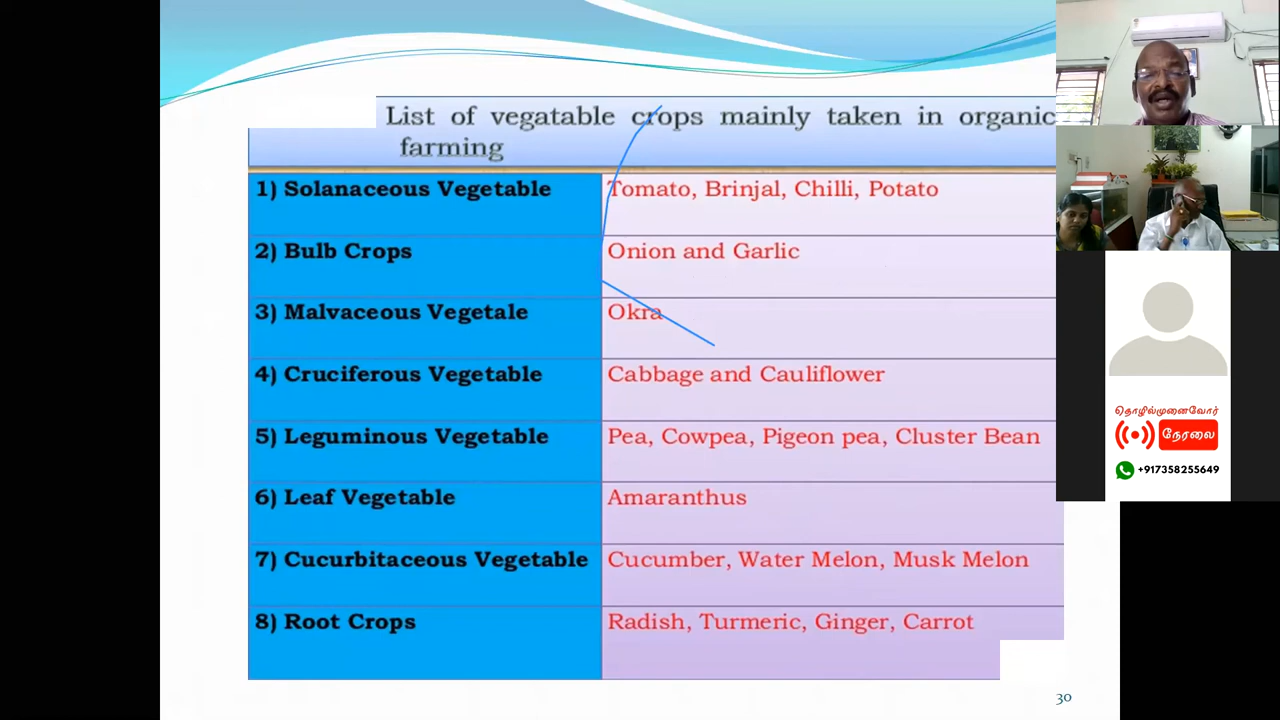 List of vegatable crops mainly taken in organic
farming
1) Solanaceous Vegetable Tomato, Brinjal, Chilli, Potato
2) Bulb Crops Onion and Garlic
3) Malvaceous Vegetale Okra
4) Cruciferous Vegetable Cabbage and Cauliflower
5) Leguminous Vegetable Pea, Cowpea, Pigeon pea, Cluster Bean
6) Leaf Vegetable Amaranthus
7) Cucurbitaceous Vegetable Cucumber, Water Melon, Musk Melon
8) Root Crops Radish, Turmeric, Ginger, Carrot
30
தொழில்முனைவோர்
நேரலை
+917358255649